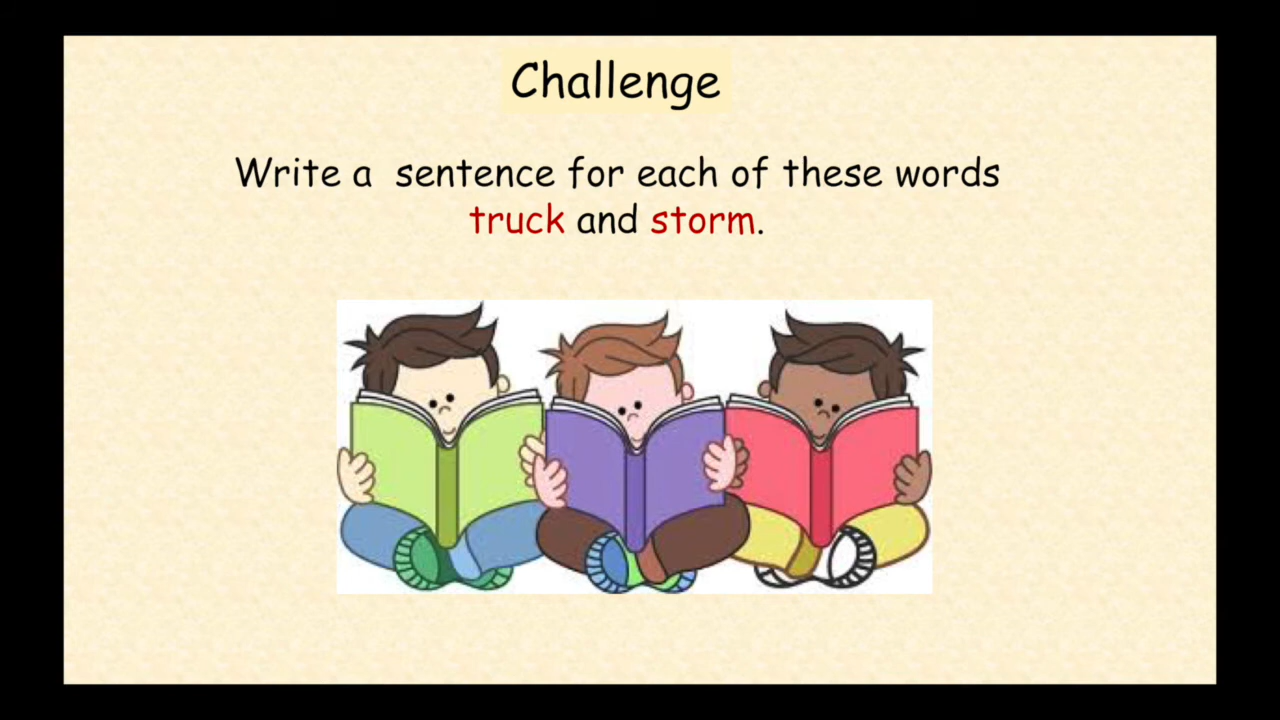 Challenge
Write a sentence for each of these words
truck and storm.